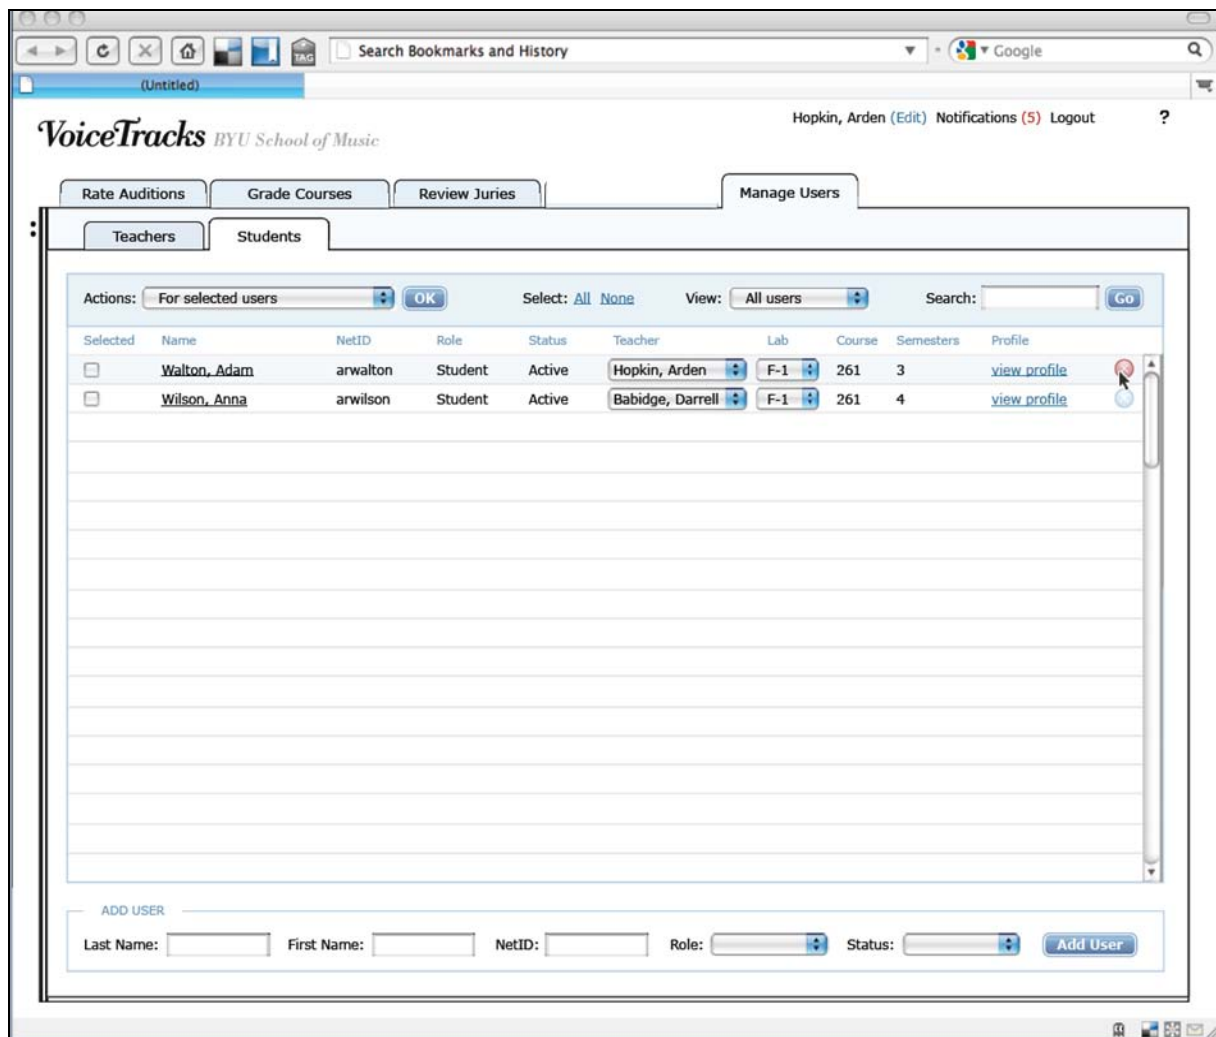 TAG Search Bookmarks and History Google
(Untitled)
Hopkin, Arden (Edit) Notifications (5) Logout ?
VoiceTracks BYU School of Music
Rate Auditions Grade Courses Review Juries Manage Users
Teachers Students
Actions: For selected users OK Select: All None View: All users Search: Go
Selected Name NetID Role Status Teacher Lab Course Semesters Profile
Walton, Adam arwalton Student Active Hopkin, Arden F-1 261 3 view profile
Wilson, Anna arwilson Student Active Babidge, Darrell F-1 261 4 view profile
ADD USER
Last Name: First Name: NetID: Role: Status: Add User